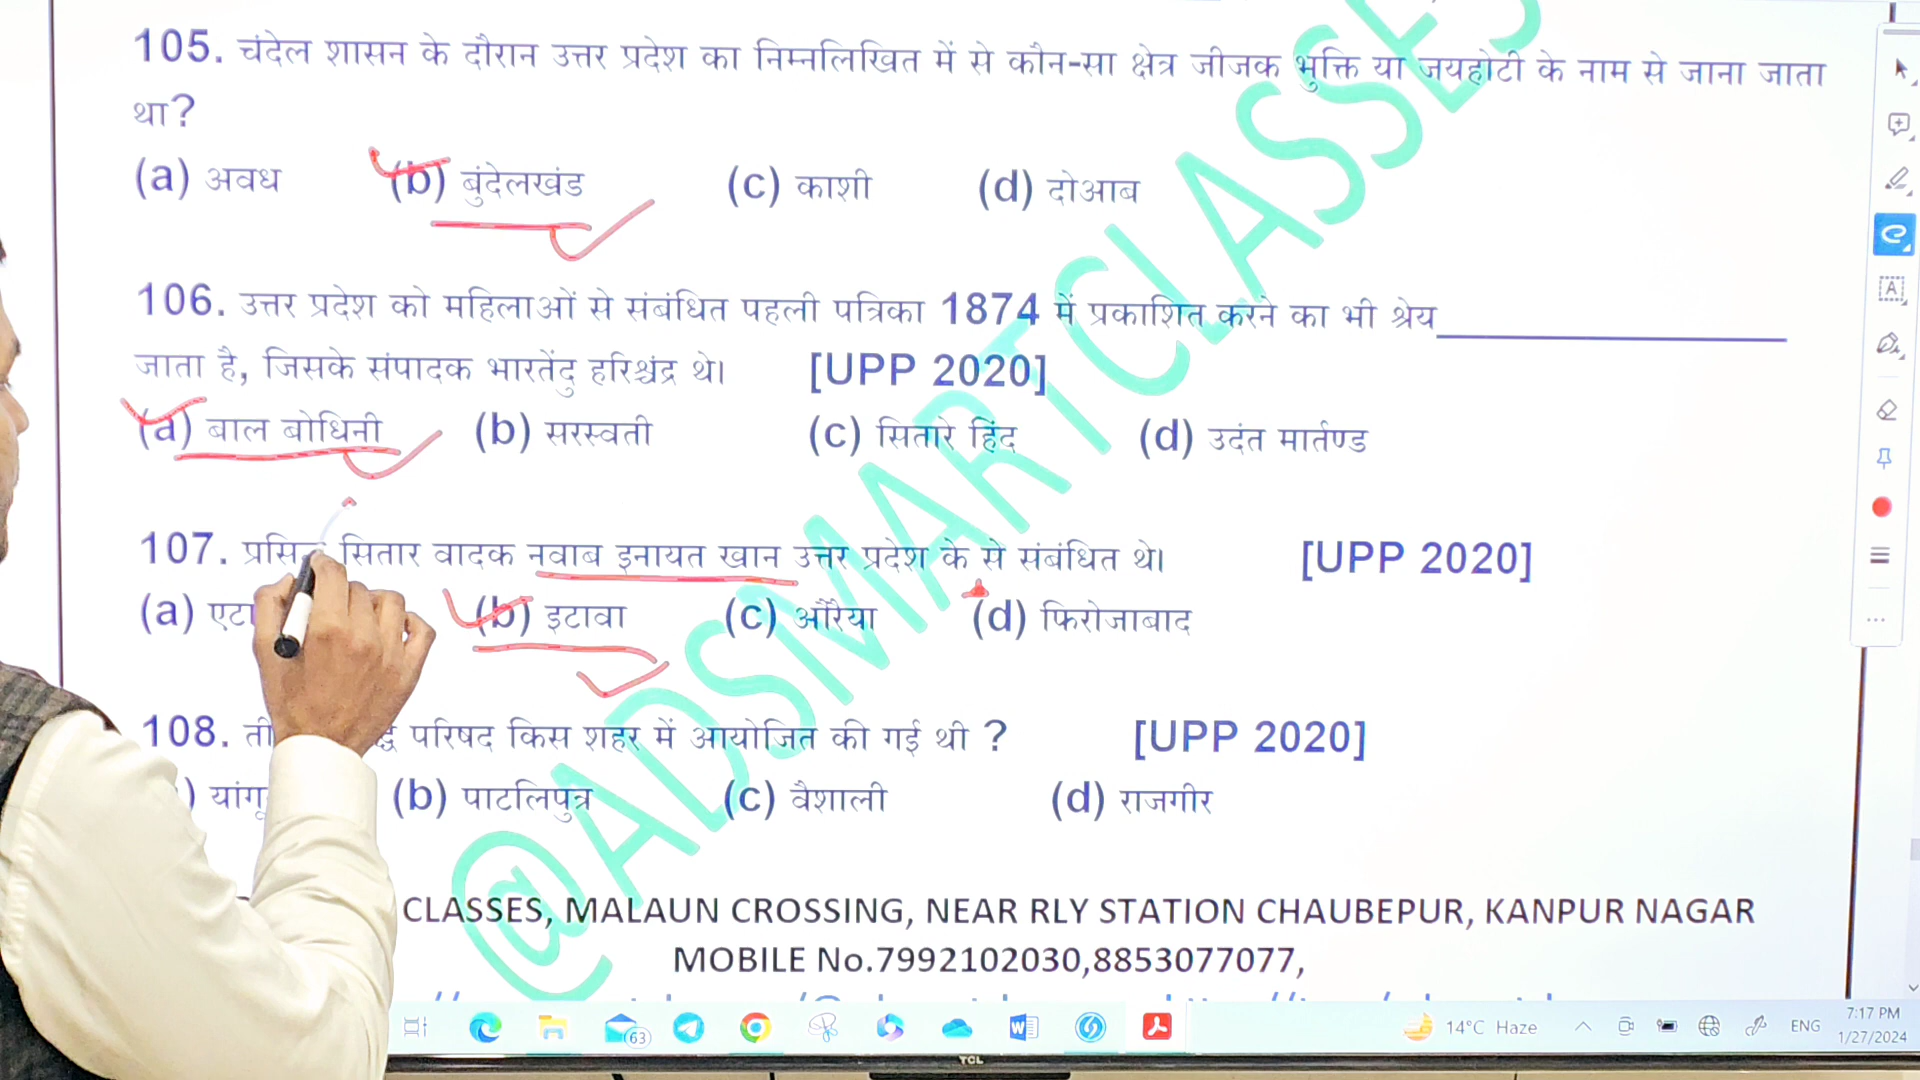 105. चंदेल शासन के दौरान उत्तर प्रदेश का निम्नलिखित में से कौन-सा क्षेत्र जीजक भुक्ति या जयहोटी के नाम से जाना जाता
था?
(a) अवध (b) बुंदेलखंड (c) काशी (d) दोआब
106. उत्तर प्रदेश को महिलाओं से संबंधित पहली पत्रिका 1874 में प्रकाशित करने का भी श्रेय
जाता है, जिसके संपादक भारतेंदु हरिश्चंद्र थे। [UPP 2020]
(a) बाल बोधिनी (b) सरस्वती (c) सितारे हिंद (d) उदंत मार्तण्ड
107. सितार वादक नवाब इनायत खान उत्तर प्रदेश के से संबंधित थे। [UPP 2020]
(a) (b) इटावा (c) औरैया (d) फिरोजाबाद
108. परिषद किस शहर में आयोजित की गई थी ? [UPP 2020]
(b) पाटलिपुत्र (c) वैशाली (d) राजगीर
@ADSMARTCLASSES
CLASSES, MALAUN CROSSING, NEAR RLY STATION CHAUBEPUR, KANPUR NAGAR
MOBILE No.7992102030,8853077077,
63
14°C Haze ENG 7:17 PM
1/27/2024
TCL